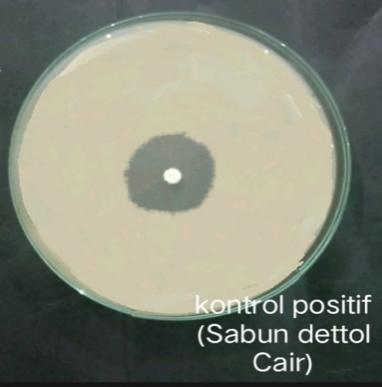 kontrol positif
(Sabun dettol
Cair)